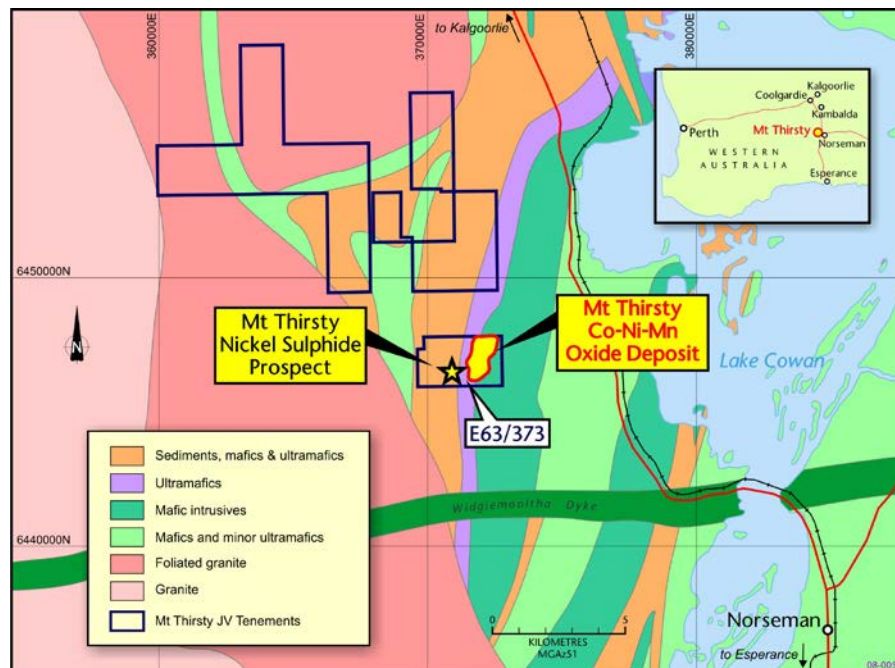 360000E
370000E
380000E
to Kalgoorlie
Kalgoorlie
Coolgardie
Kambalda
Mt Thirsty
Perth
Norseman
WESTERN
AUSTRALIA
Esperance
6450000N
Mt Thirsty
Nickel Sulphide
Prospect
Mt Thirsty
Co-Ni-Mn
Oxide Deposit
Lake Cowan
N
E63/373
Sediments, mafics & ultramafics
Ultramafics
Mafic intrusives
Mafics and minor ultramafics
Foliated granite
Granite
Mt Thirsty JV Tenements
Widgiemooltha Dyke
6440000N
0
5
KILOMETRES
MGAz51
Norseman
to Esperance